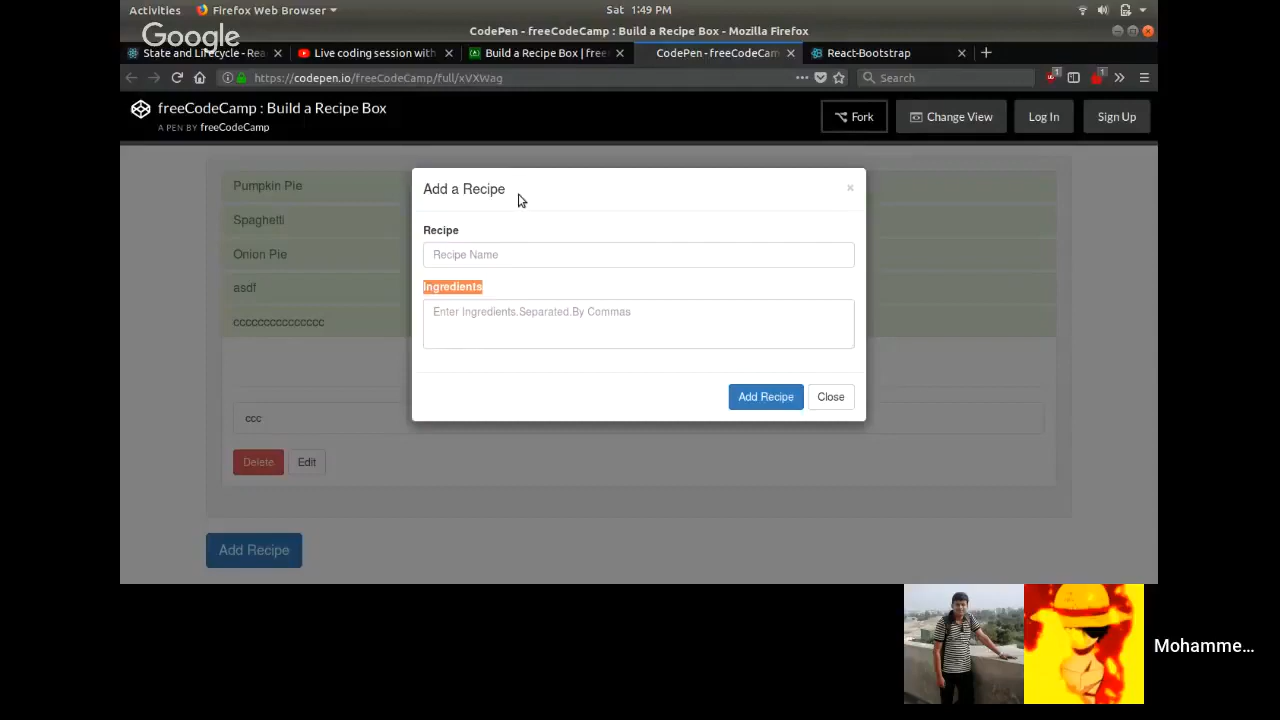 Activities
Firefox Web Browser
Sat 1:49 PM
Google
CodePen - freeCodeCamp : Build a Recipe Box - Mozilla Firefox
State and Lifecycle - Rea
Live coding session with
Build a Recipe Box | free
CodePen - freeCodeCam
React-Bootstrap
https://codepen.io/freeCodeCamp/full/xVXWag
Search
1
1
freeCodeCamp : Build a Recipe Box
A PEN BY freeCodeCamp
Fork
Change View
Log In
Sign Up
Pumpkin Pie
Spaghetti
Onion Pie
asdf
ccccccccccccccc
ccc
Delete
Edit
Add Recipe
Add a Recipe
×
Recipe
Recipe Name
Ingredients
Enter Ingredients,Separated,By Commas
Add Recipe
Close
Mohamme...